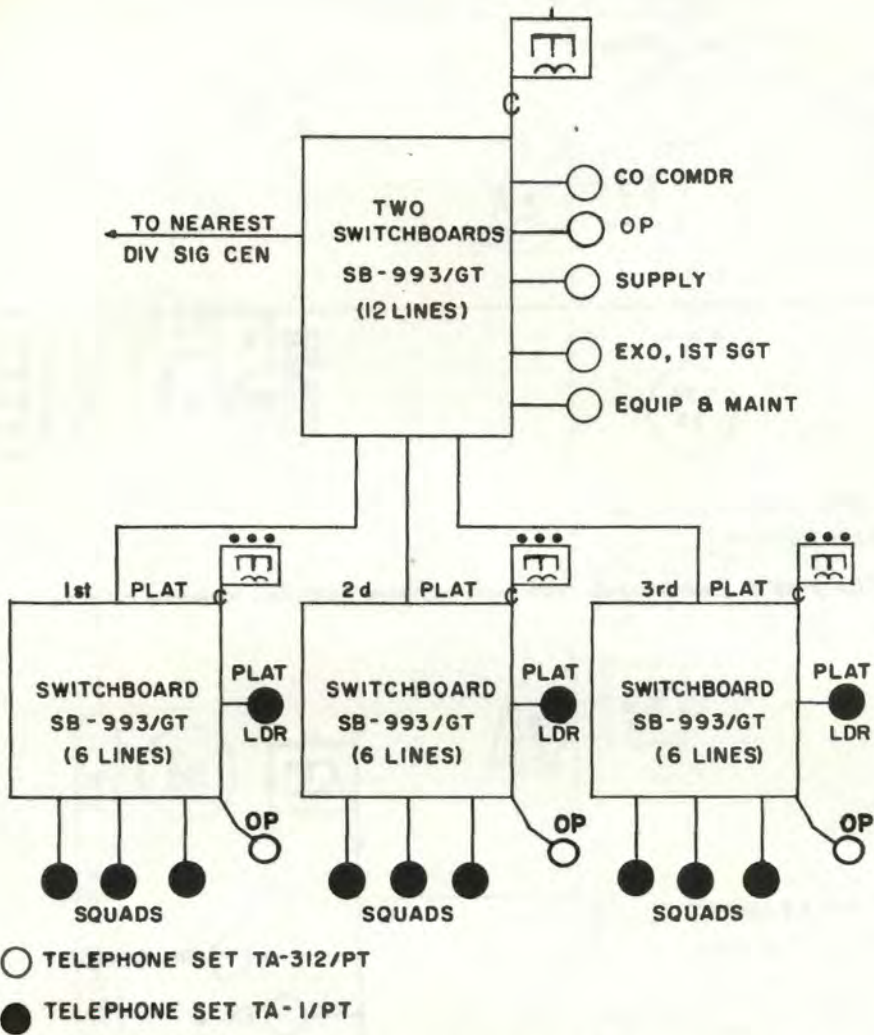 C
TWO
SWITCHBOARDS
SB-993/GT
(12 LINES)
TO NEAREST
DIV SIG CEN
CO COMDR
OP
SUPPLY
EXO, 1ST SGT
EQUIP & MAINT
1st PLAT
C
SWITCHBOARD
SB-993/GT
(6 LINES)
PLAT
LDR
OP
SQUADS
2d PLAT
C
SWITCHBOARD
SB-993/GT
(6 LINES)
PLAT
LDR
OP
SQUADS
3rd PLAT
C
SWITCHBOARD
SB-993/GT
(6 LINES)
PLAT
LDR
OP
SQUADS
TELEPHONE SET TA-312/PT
TELEPHONE SET TA-1/PT